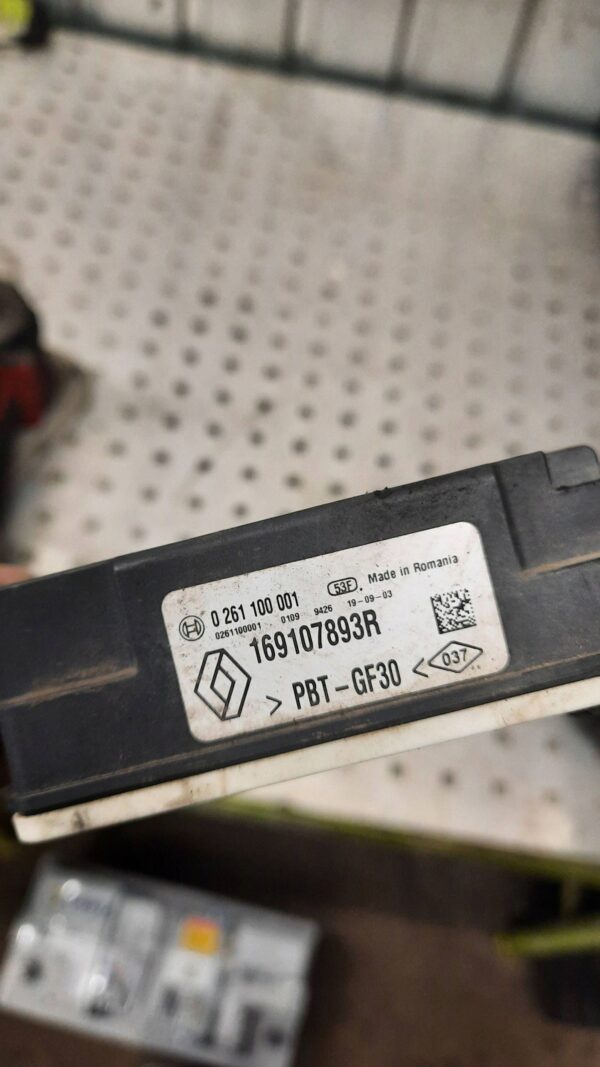 0 261 100 001 53F. Made in Romania
0261100001 0109 9426 19-09-03
169107893R
> PBT-GF30 < 037